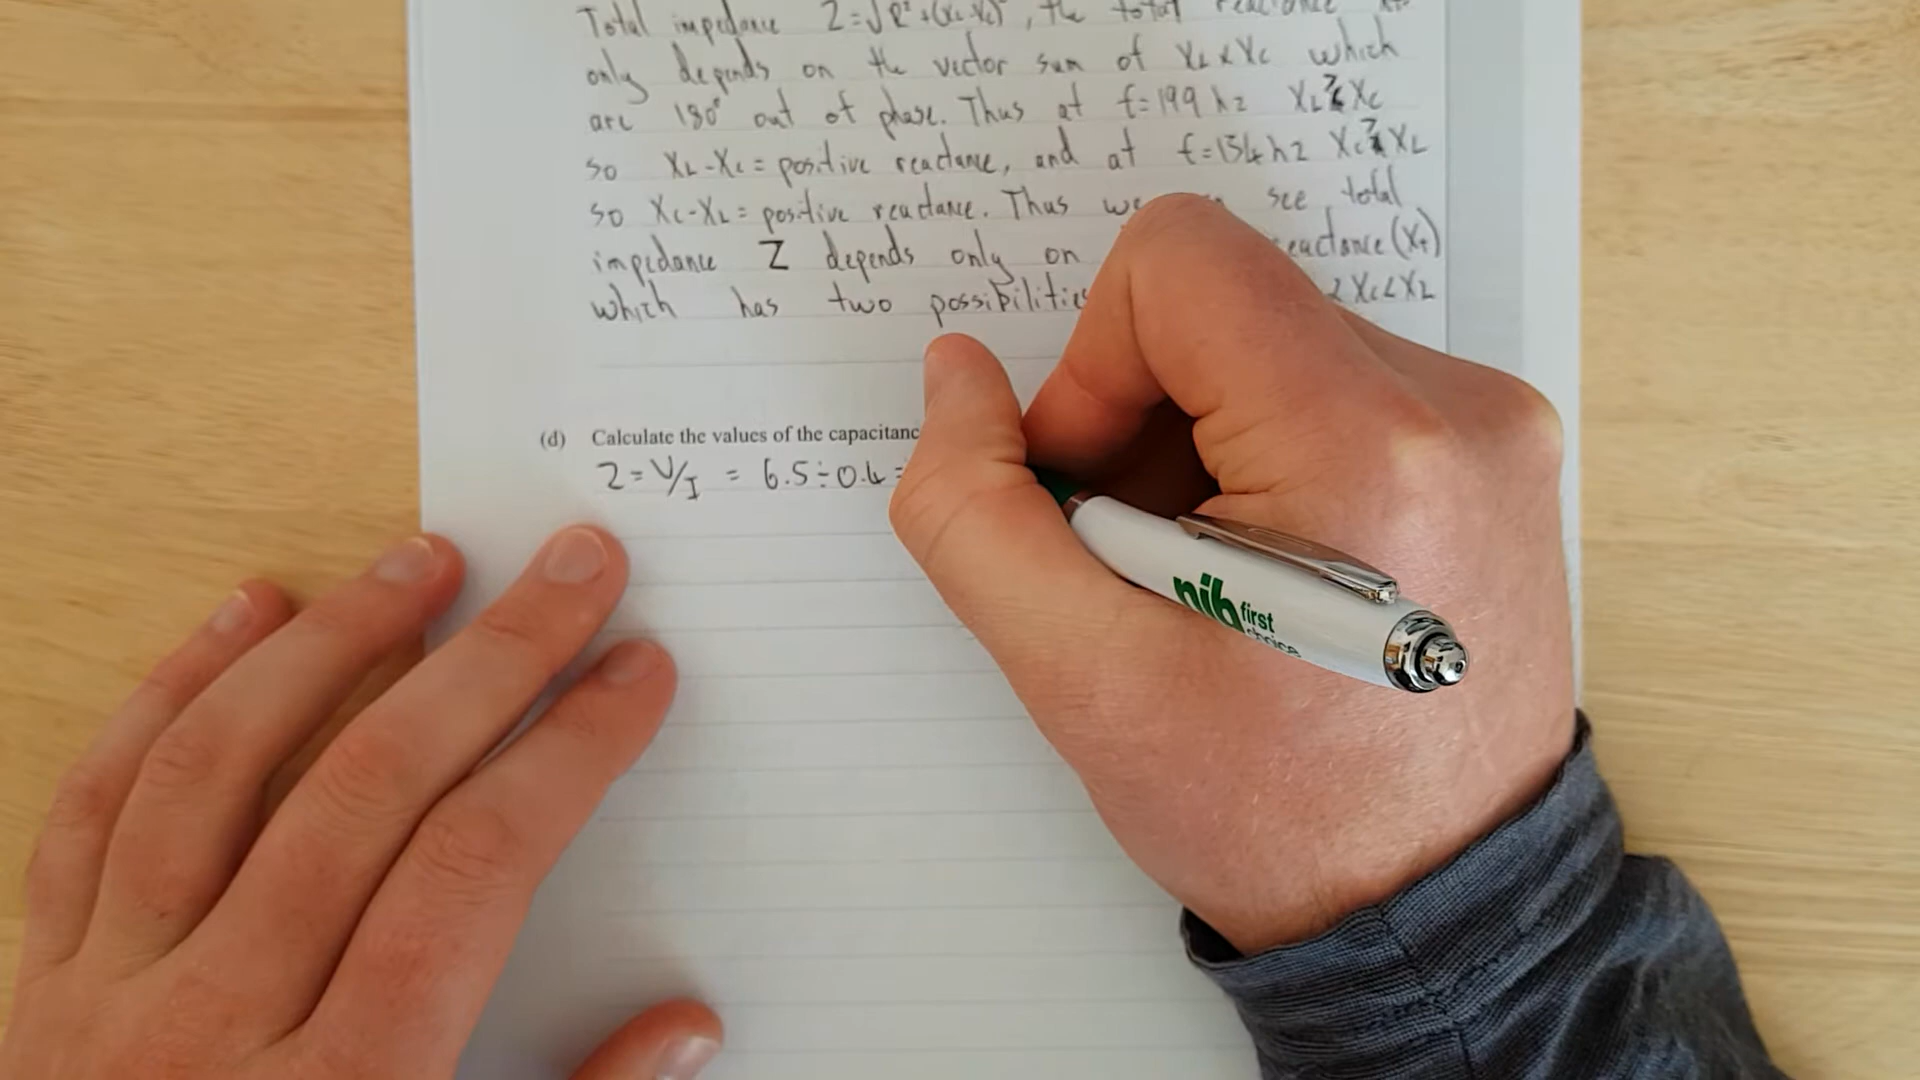 Total impedance Z=√R²+(XL-XC)², the total reactance
only depends on the vector sum of XL & XC which
are 180° out of phase. Thus at f=199 hz XL > XC
so XL-XC = positive reactance, and at f=134 hz XC > XL
so XC-XL = positive reactance. Thus we see total
impedance Z depends only on reactance (Xt)
which has two possibilities XC<XL
(d) Calculate the values of the capacitanc
Z = V/I = 6.5 ÷ 0.4 =
nib first
choice